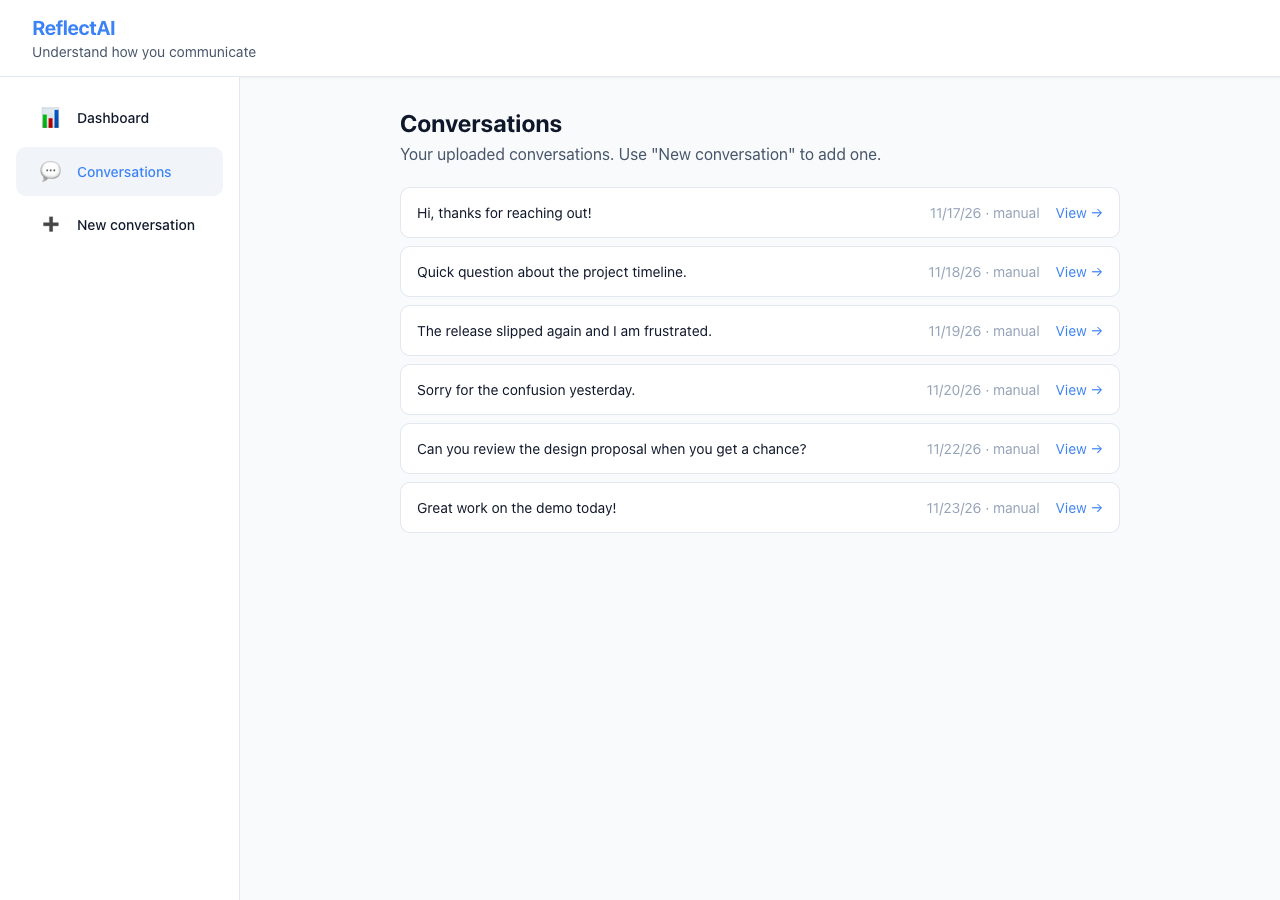 ReflectAI
Understand how you communicate
Dashboard
Conversations
New conversation
Conversations
Your uploaded conversations. Use "New conversation" to add one.
Hi, thanks for reaching out! 11/17/26 · manual View →
Quick question about the project timeline. 11/18/26 · manual View →
The release slipped again and I am frustrated. 11/19/26 · manual View →
Sorry for the confusion yesterday. 11/20/26 · manual View →
Can you review the design proposal when you get a chance? 11/22/26 · manual View →
Great work on the demo today! 11/23/26 · manual View →